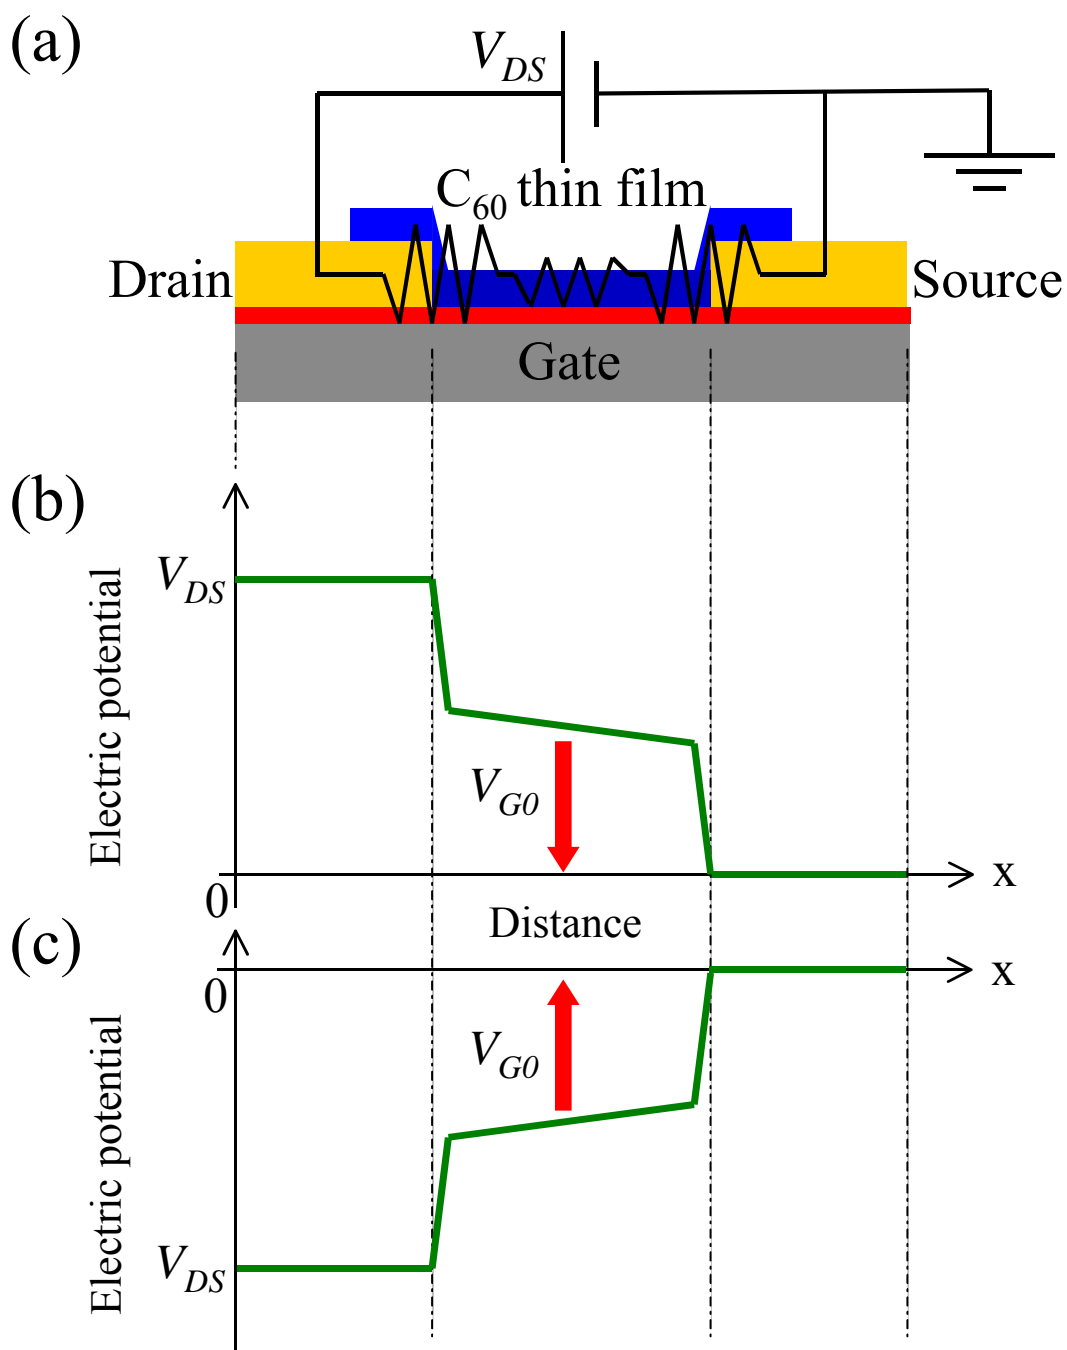 (a)
V_DS
C_60 thin film
Drain
Source
Gate
(b)
V_DS
Electric potential
V_G0
0
x
Distance
(c)
x
0
V_G0
Electric potential
V_DS